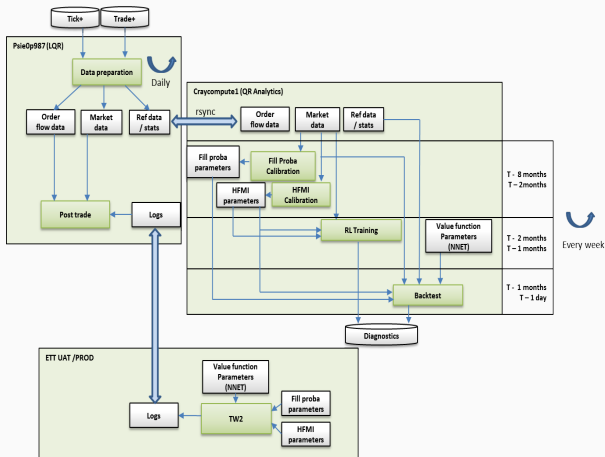 Tick+
Trade+
Psie0p987 (LQR)
Data preparation
Daily
Order
flow data
Market
data
Ref data
/ stats
Post trade
Logs
rsync
Craycompute1 (QR Analytics)
Order
flow data
Market
data
Ref data
/ stats
Fill proba
parameters
Fill Proba
Calibration
HFMI
parameters
HFMI
Calibration
T - 8 months
T – 2months
RL Training
Value function
Parameters
(NNET)
T - 2 months
T – 1 months
Every week
Backtest
T - 1 months
T – 1 day
Diagnostics
ETT UAT /PROD
Value function
Parameters
(NNET)
Logs
TW2
Fill proba
parameters
HFMI
parameters